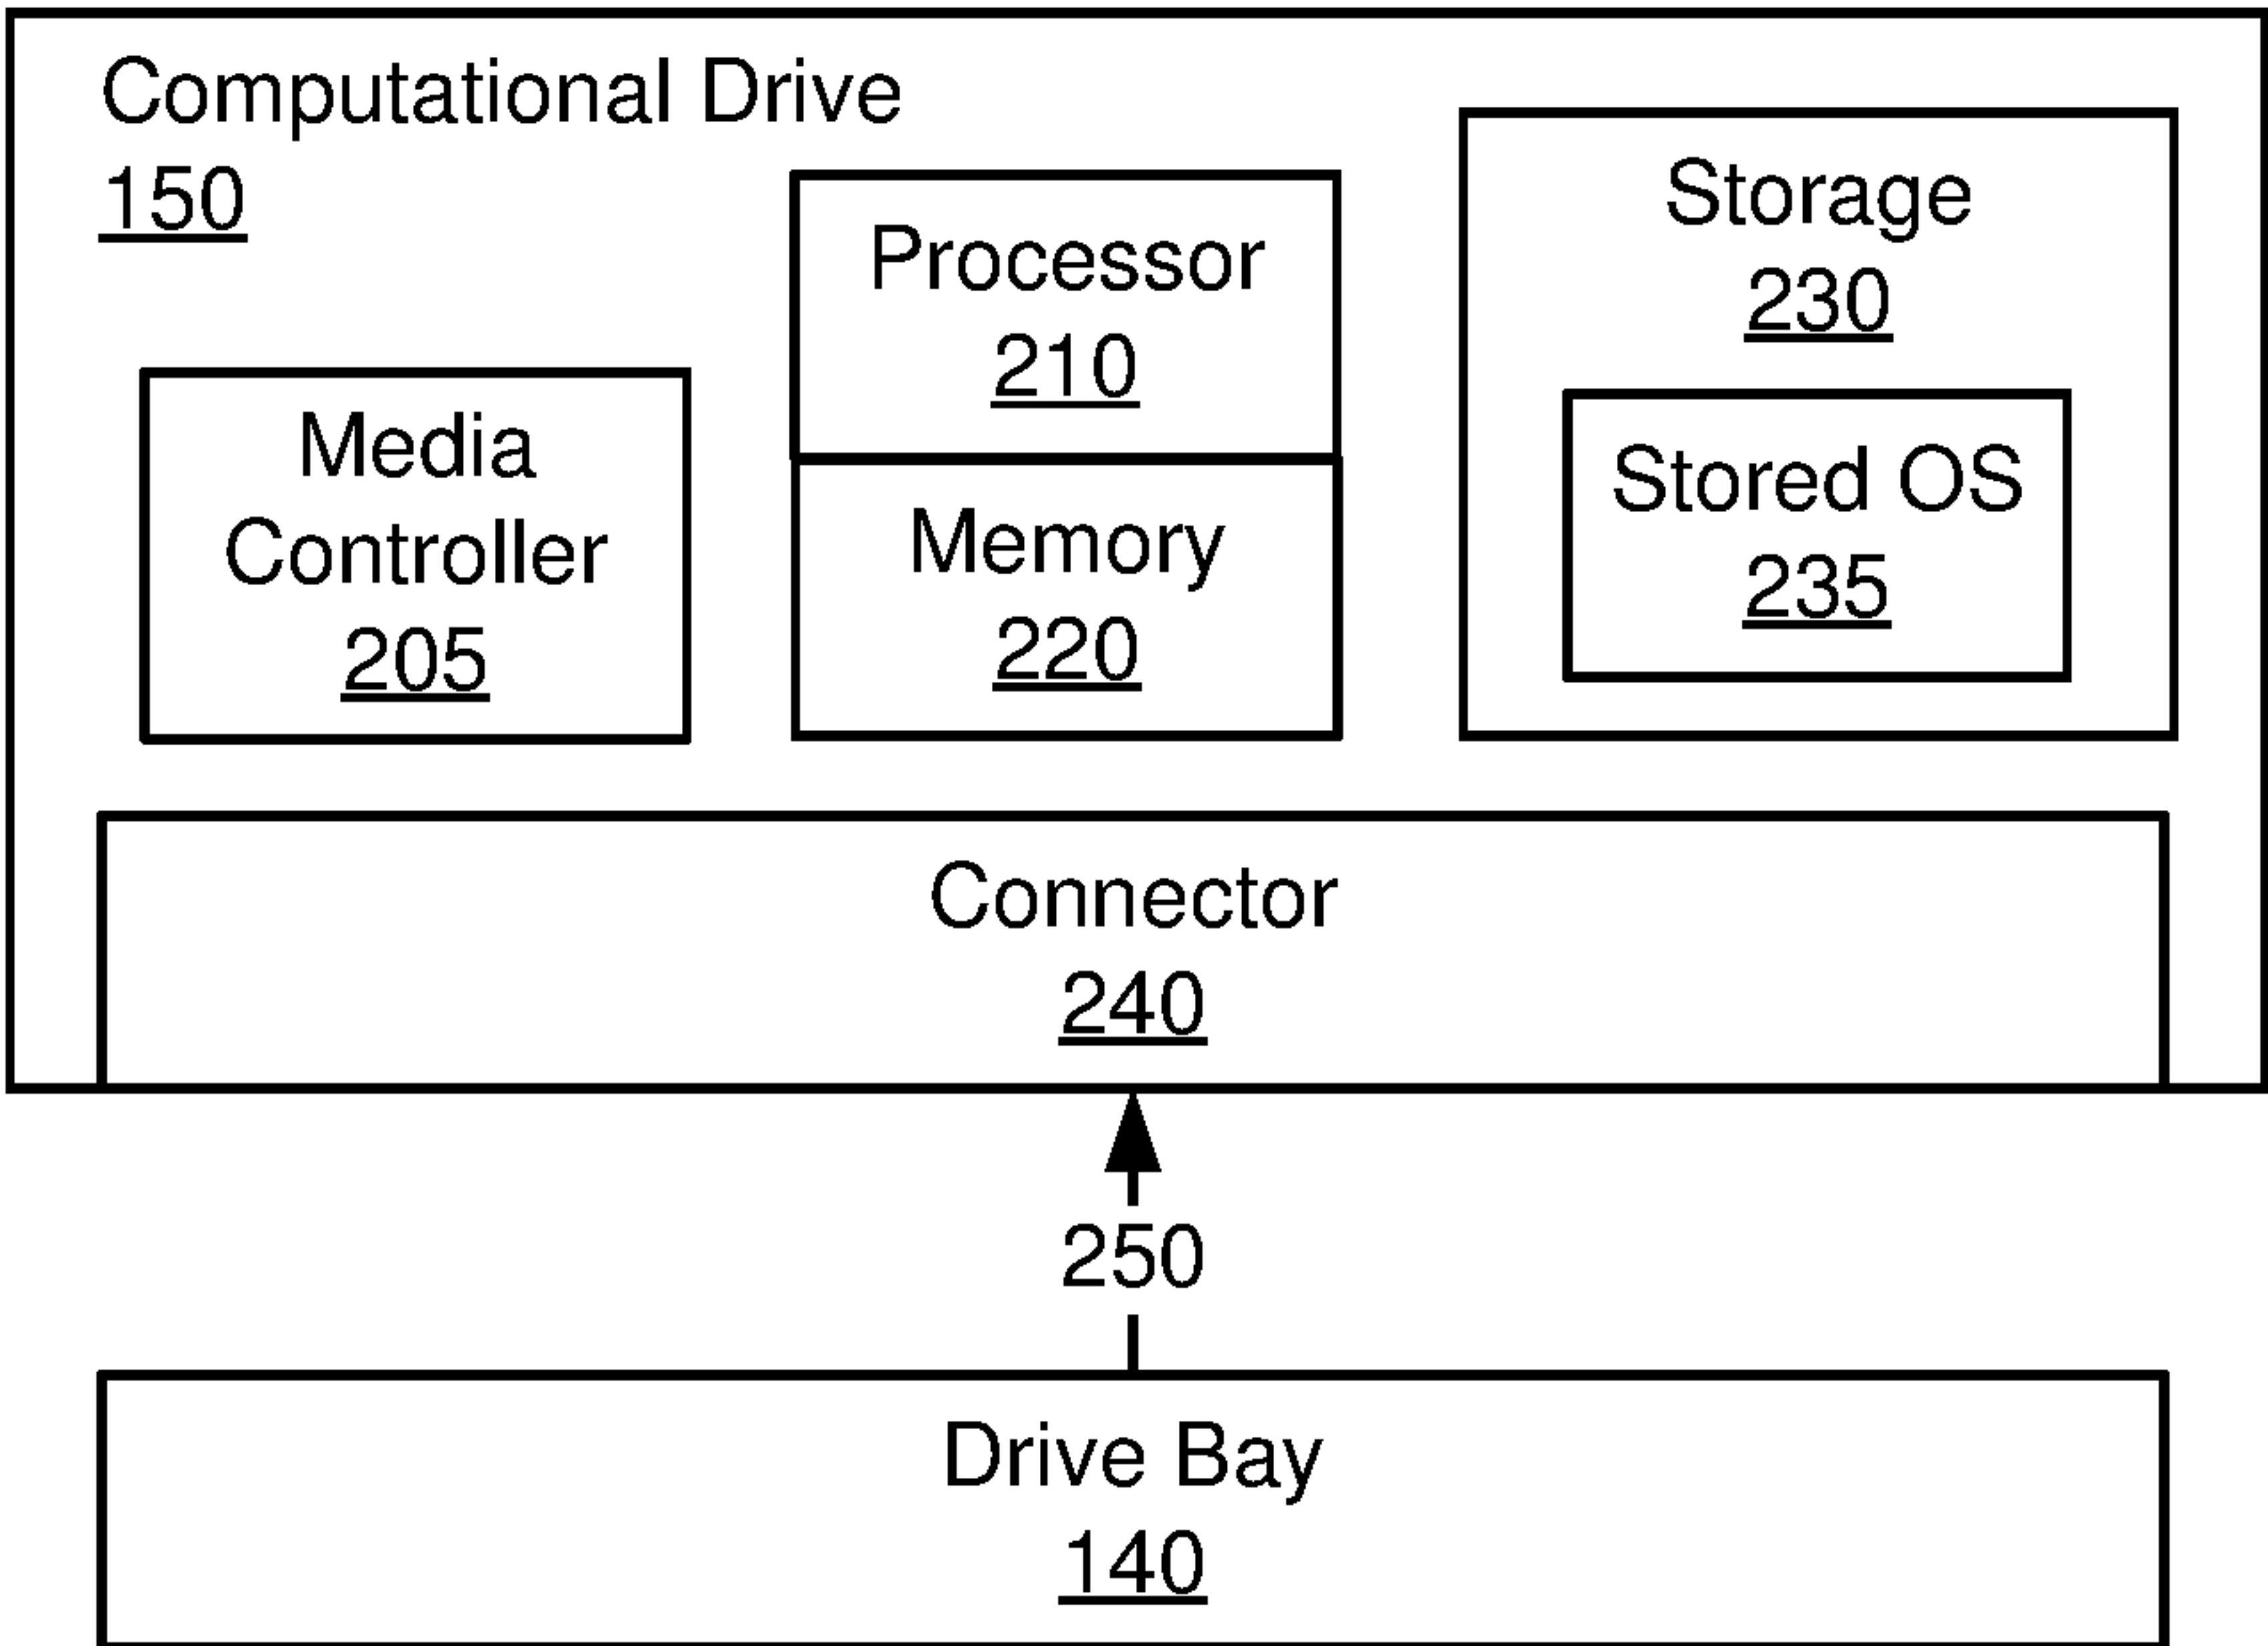 Computational Drive
150
Media
Controller
205
Processor
210
Memory
220
Storage
230
Stored OS
235
Connector
240
250
Drive Bay
140